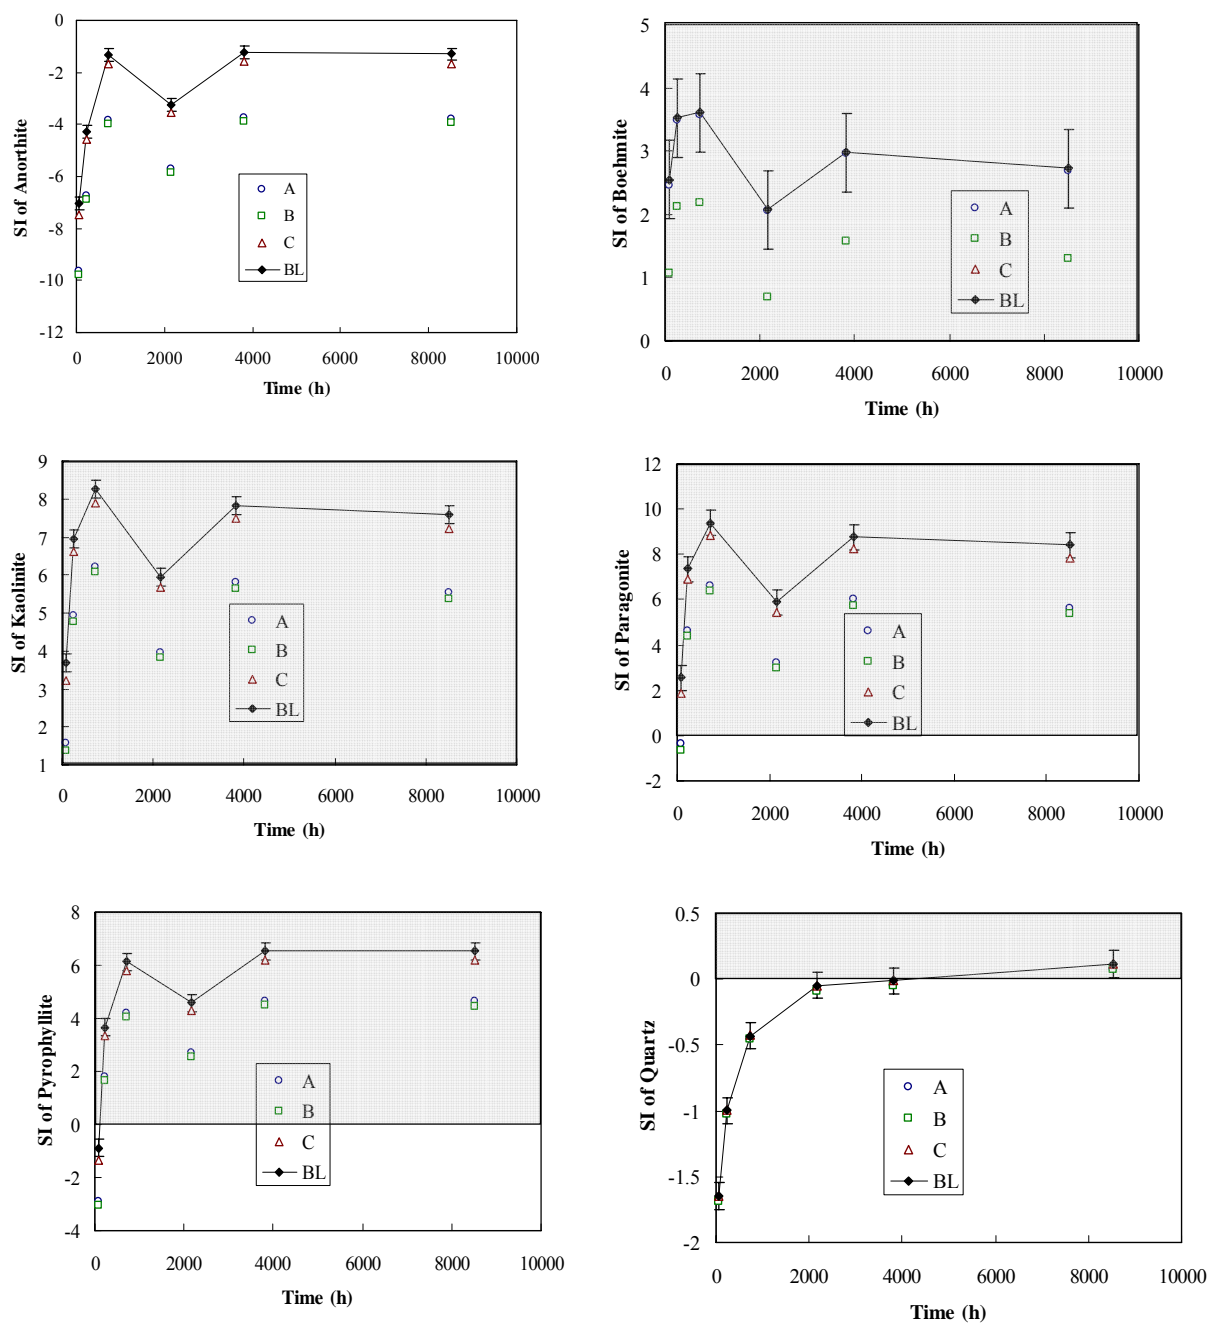 SI of Anorthite
0
-2
-4
-6
-8
-10
-12
A
B
C
BL
0 2000 4000 6000 8000 10000
Time (h)
SI of Boehmite
5
4
3
2
1
0
A
B
C
BL
0 2000 4000 6000 8000 10000
Time (h)
SI of Kaolinite
9
8
7
6
5
4
3
2
1
A
B
C
BL
0 2000 4000 6000 8000 10000
Time (h)
SI of Paragonite
12
10
8
6
4
2
0
-2
A
B
C
BL
0 2000 4000 6000 8000 10000
Time (h)
SI of Pyrophyllite
8
6
4
2
0
-2
-4
A
B
C
BL
0 2000 4000 6000 8000 10000
Time (h)
SI of Quartz
0.5
0
-0.5
-1
-1.5
-2
A
B
C
BL
0 2000 4000 6000 8000 10000
Time (h)